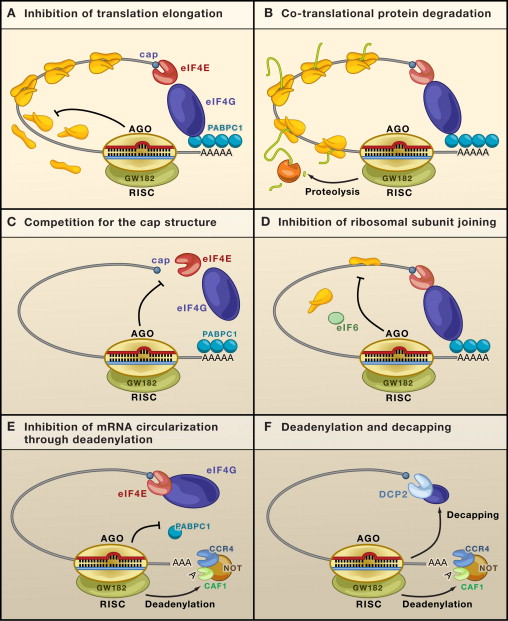 A Inhibition of translation elongation
cap
eIF4E
eIF4G
PABPC1
AGO
AAAAA
GW182
RISC
B Co-translational protein degradation
AGO
AAAAA
GW182
Proteolysis
RISC
C Competition for the cap structure
cap
eIF4E
eIF4G
PABPC1
AGO
AAAAA
GW182
RISC
D Inhibition of ribosomal subunit joining
eIF6
AGO
AAAAA
GW182
RISC
E Inhibition of mRNA circularization
through deadenylation
eIF4G
eIF4E
PABPC1
AGO
AAA
CCR4
NOT
A
GW182
CAF1
RISC
Deadenylation
F Deadenylation and decapping
DCP2
Decapping
AGO
AAA
CCR4
NOT
A
GW182
CAF1
RISC
Deadenylation